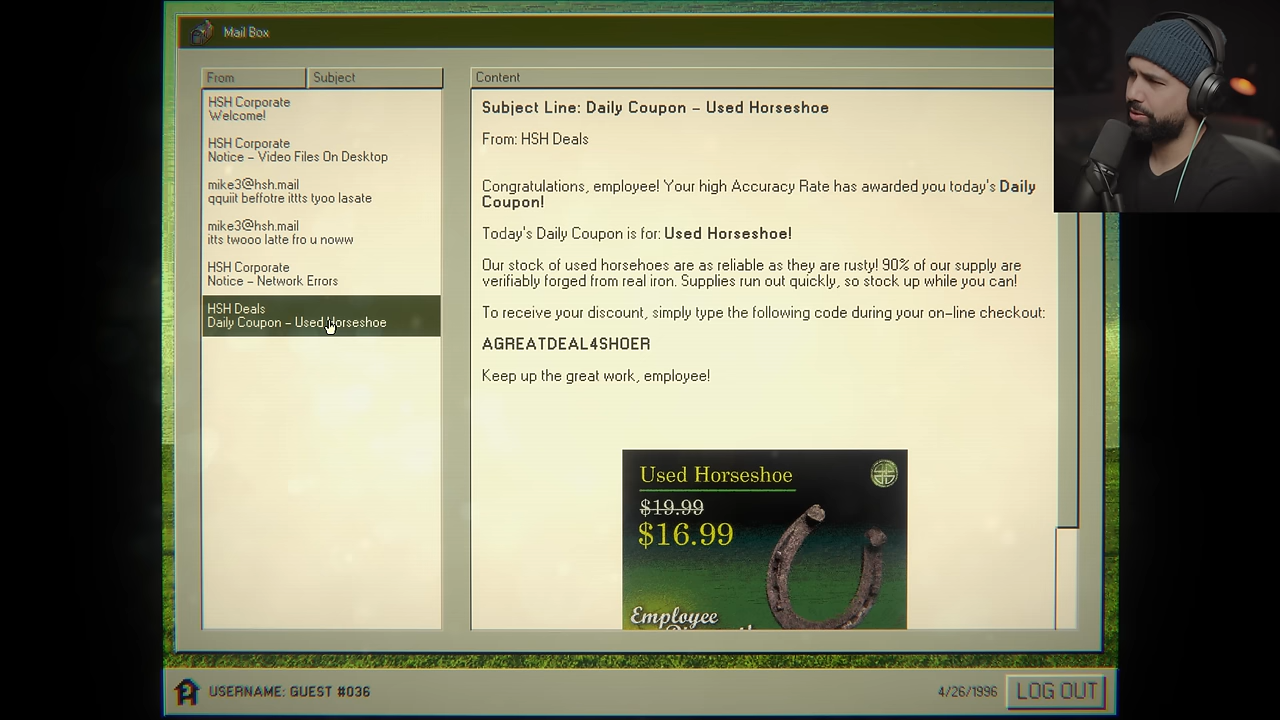 Mail Box
From
Subject
HSH Corporate
Welcome!
HSH Corporate
Notice - Video Files On Desktop
mike3@hsh.mail
qquiit beffotre ittts tyoo lasate
mike3@hsh.mail
itts twooo latte fro u noww
HSH Corporate
Notice - Network Errors
HSH Deals
Daily Coupon - Used Horseshoe
Content
Subject Line: Daily Coupon - Used Horseshoe
From: HSH Deals
Congratulations, employee! Your high Accuracy Rate has awarded you today's Daily
Coupon!
Today's Daily Coupon is for: Used Horseshoe!
Our stock of used horsehoes are as reliable as they are rusty! 90% of our supply are
verifiably forged from real iron. Supplies run out quickly, so stock up while you can!
To receive your discount, simply type the following code during your on-line checkout:
AGREATDEAL4SHOER
Keep up the great work, employee!
Used Horseshoe
$19.99
$16.99
Employee
USERNAME: GUEST #036
4/26/1996
LOG OUT